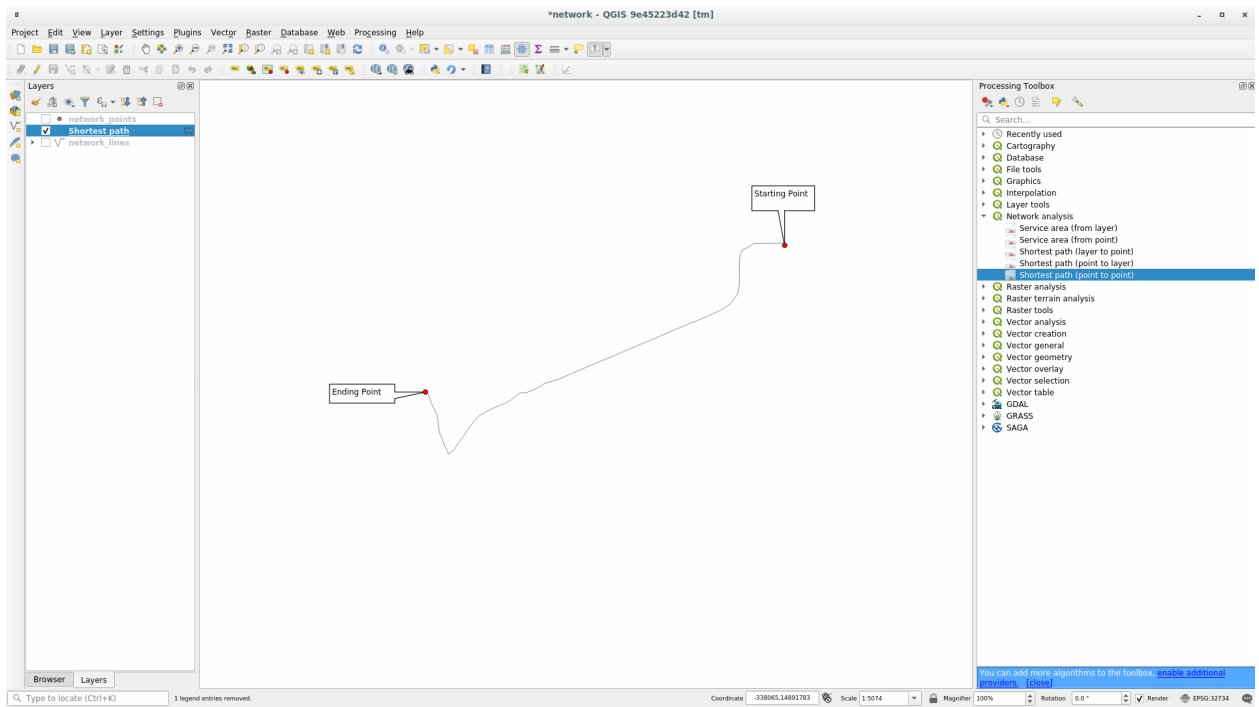 *network - QGIS 9e45223d42 [tm]
Project Edit View Layer Settings Plugins Vector Raster Database Web Processing Help
Layers
network_points
Shortest path
network_lines
Starting Point
Ending Point
Processing Toolbox
Search...
Recently used
Cartography
Database
File tools
Graphics
Interpolation
Layer tools
Network analysis
Service area (from layer)
Service area (from point)
Shortest path (layer to point)
Shortest path (point to layer)
Shortest path (point to point)
Raster analysis
Raster terrain analysis
Raster tools
Vector analysis
Vector creation
Vector general
Vector geometry
Vector overlay
Vector selection
Vector table
GDAL
GRASS
SAGA
You can add more algorithms to the toolbox, enable additional
providers. [close]
Browser Layers
Type to locate (Ctrl+K) 1 legend entries removed. Coordinate -338065,14891783 Scale 1:5074 Magnifier 100% Rotation 0.0 ° Render EPSG:32734